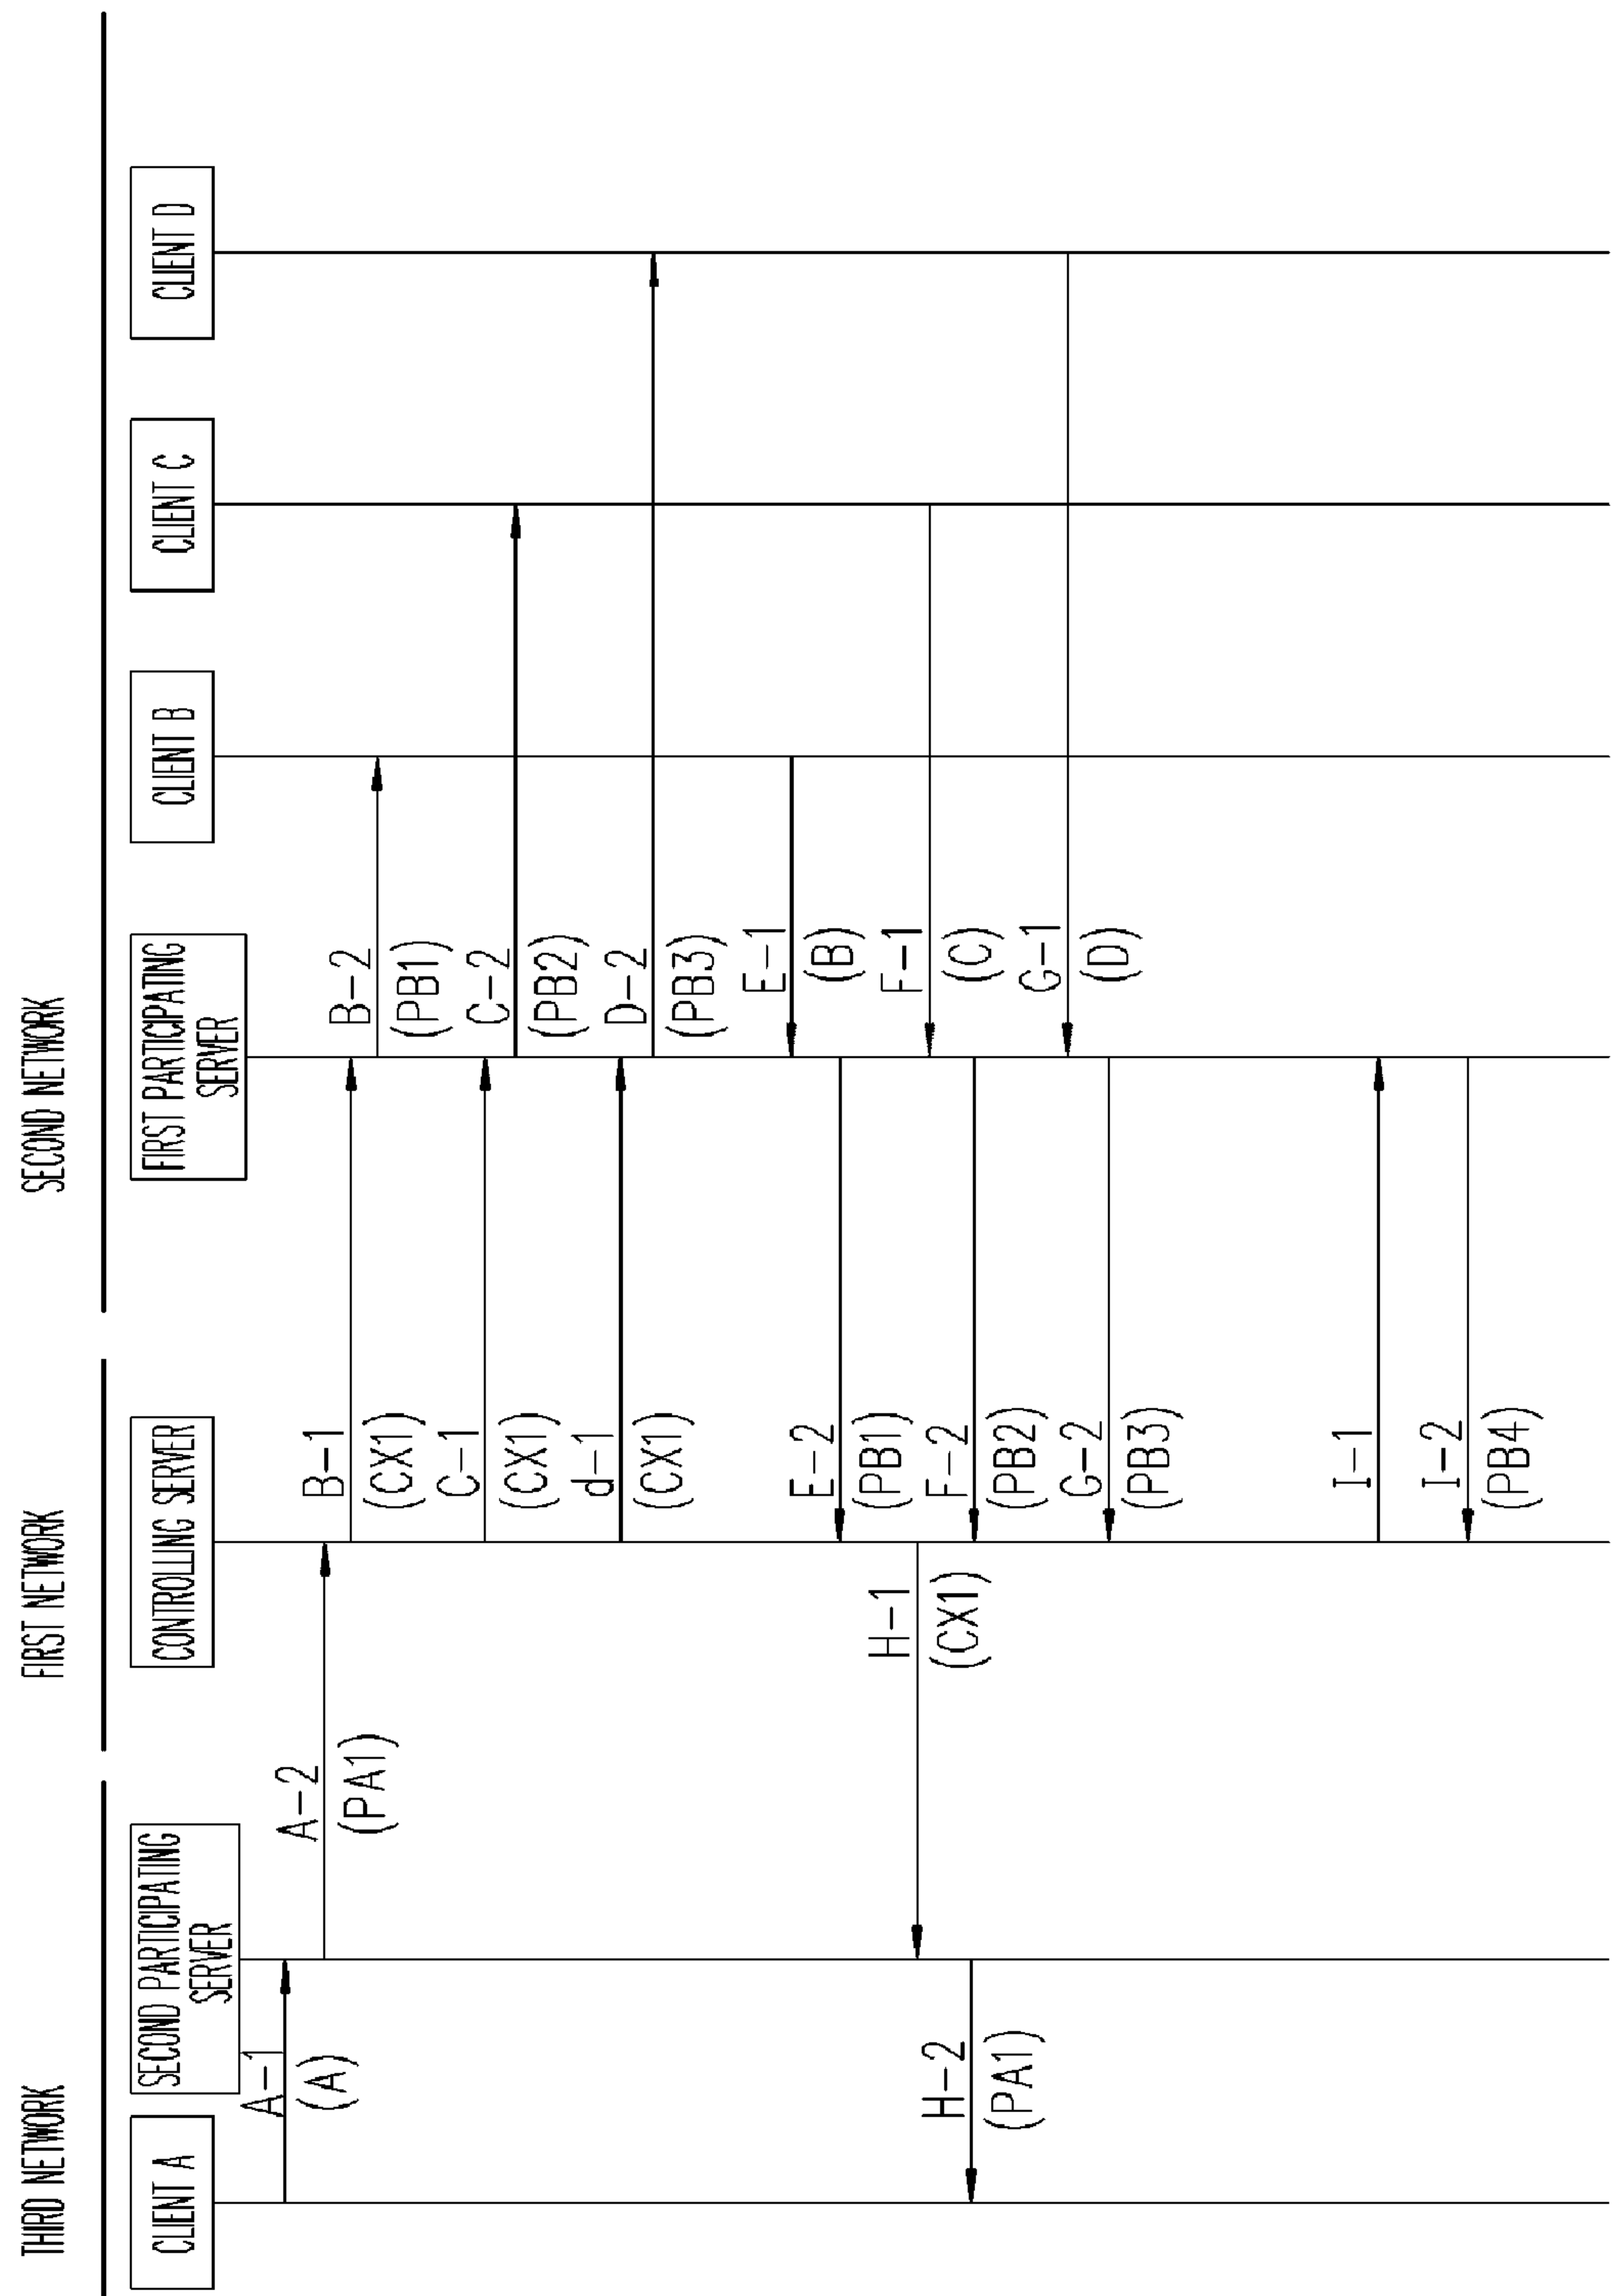 THIRD NETWORK
FIRST NETWORK
SECOND NETWORK
CLIENT A
SECOND PARTICIPATING
SERVER
CONTROLLING SERVER
FIRST PARTICIPATING
SERVER
CLIENT B
CLIENT C
CLIENT D
A-1
(A)
A-2
(PA1)
B-1
(CX1)
B-2
(PB1)
C-1
(CX1)
C-2
(PB2)
d-1
(CX1)
D-2
(PB3)
E-1
(B)
E-2
(PB1)
F-1
(C)
F-2
(PB2)
G-1
(D)
G-2
(PB3)
H-1
(CX1)
H-2
(PA1)
I-1
I-2
(PB4)